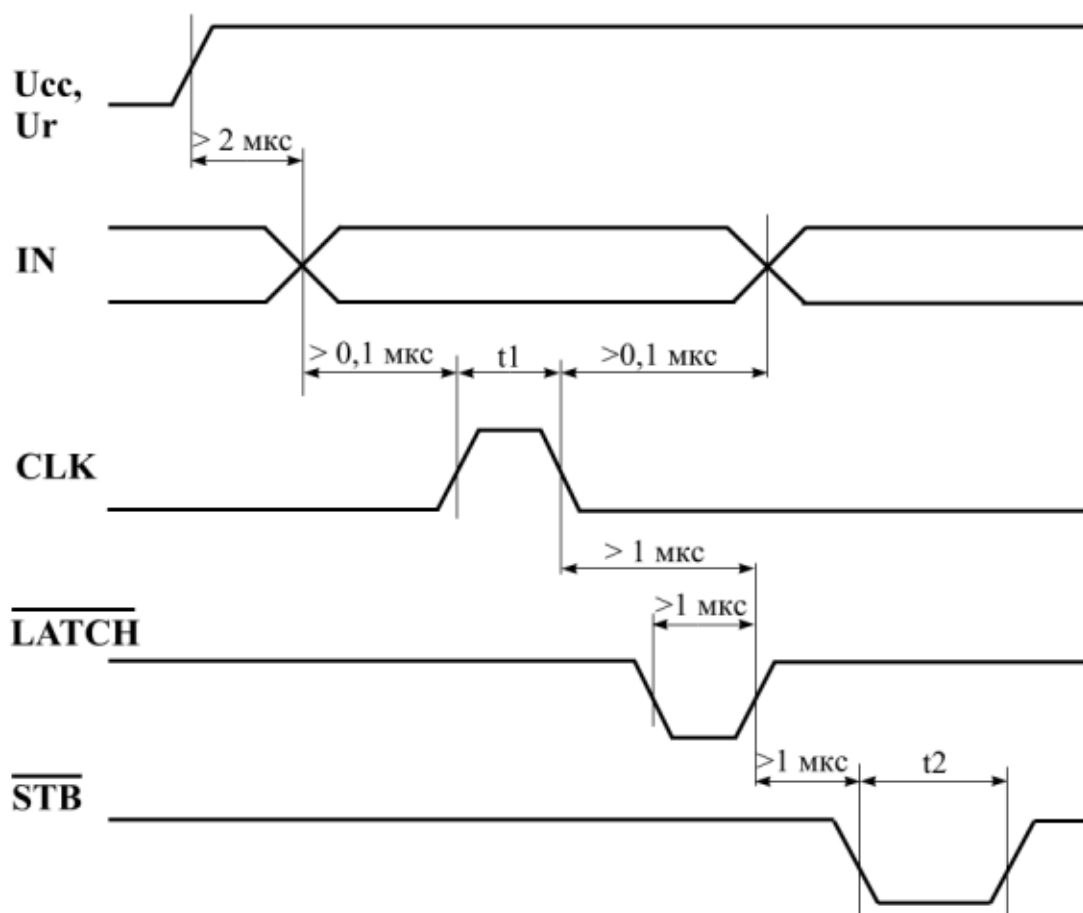 Ucc,
Ur
> 2 мкс
IN
> 0,1 мкс
t1
>0,1 мкс
CLK
> 1 мкс
>1 мкс
LATCH
>1 мкс
t2
STB